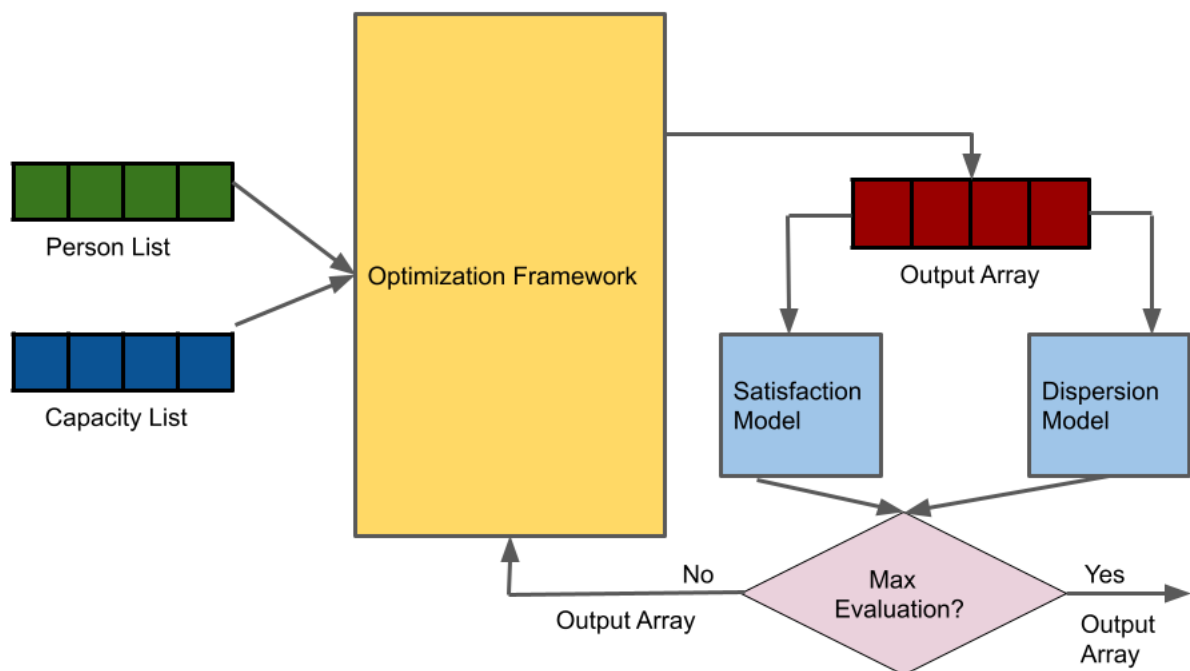 Person List
Capacity List
Optimization Framework
Output Array
Satisfaction
Model
Dispersion
Model
Max
Evaluation?
No
Output Array
Yes
Output
Array